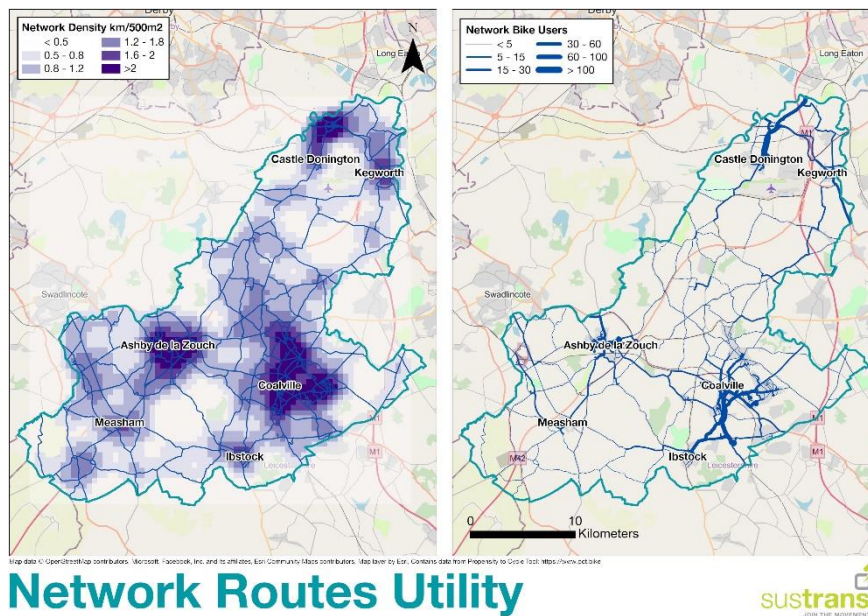 Derby
Network Density km/500m2
< 0.5
0.5 - 0.8
0.8 - 1.2
1.2 - 1.8
1.6 - 2
>2
N
Long Eaton
Castle Donington
Kegworth
Swadlincote
Ashby de la Zouch
Coalville
Measham
Ibstock
Leicestershire
M1
Derby
Network Bike Users
< 5
5 - 15
15 - 30
30 - 60
60 - 100
> 100
Long Eaton
M1
Castle Donington
Kegworth
Swadlincote
Ashby de la Zouch
Coalville
Measham
Ibstock
Leicestershire
M1
M42
0 10
Kilometers
Map data © OpenStreetMap contributors, Microsoft, Facebook, Inc. and its affiliates, Esri Community Maps contributors, Map layer by Esri, Contains data from Propensity to Cycle Tool: https://www.pct.bike
Network Routes Utility
sustrans
JOIN THE MOVEMENT